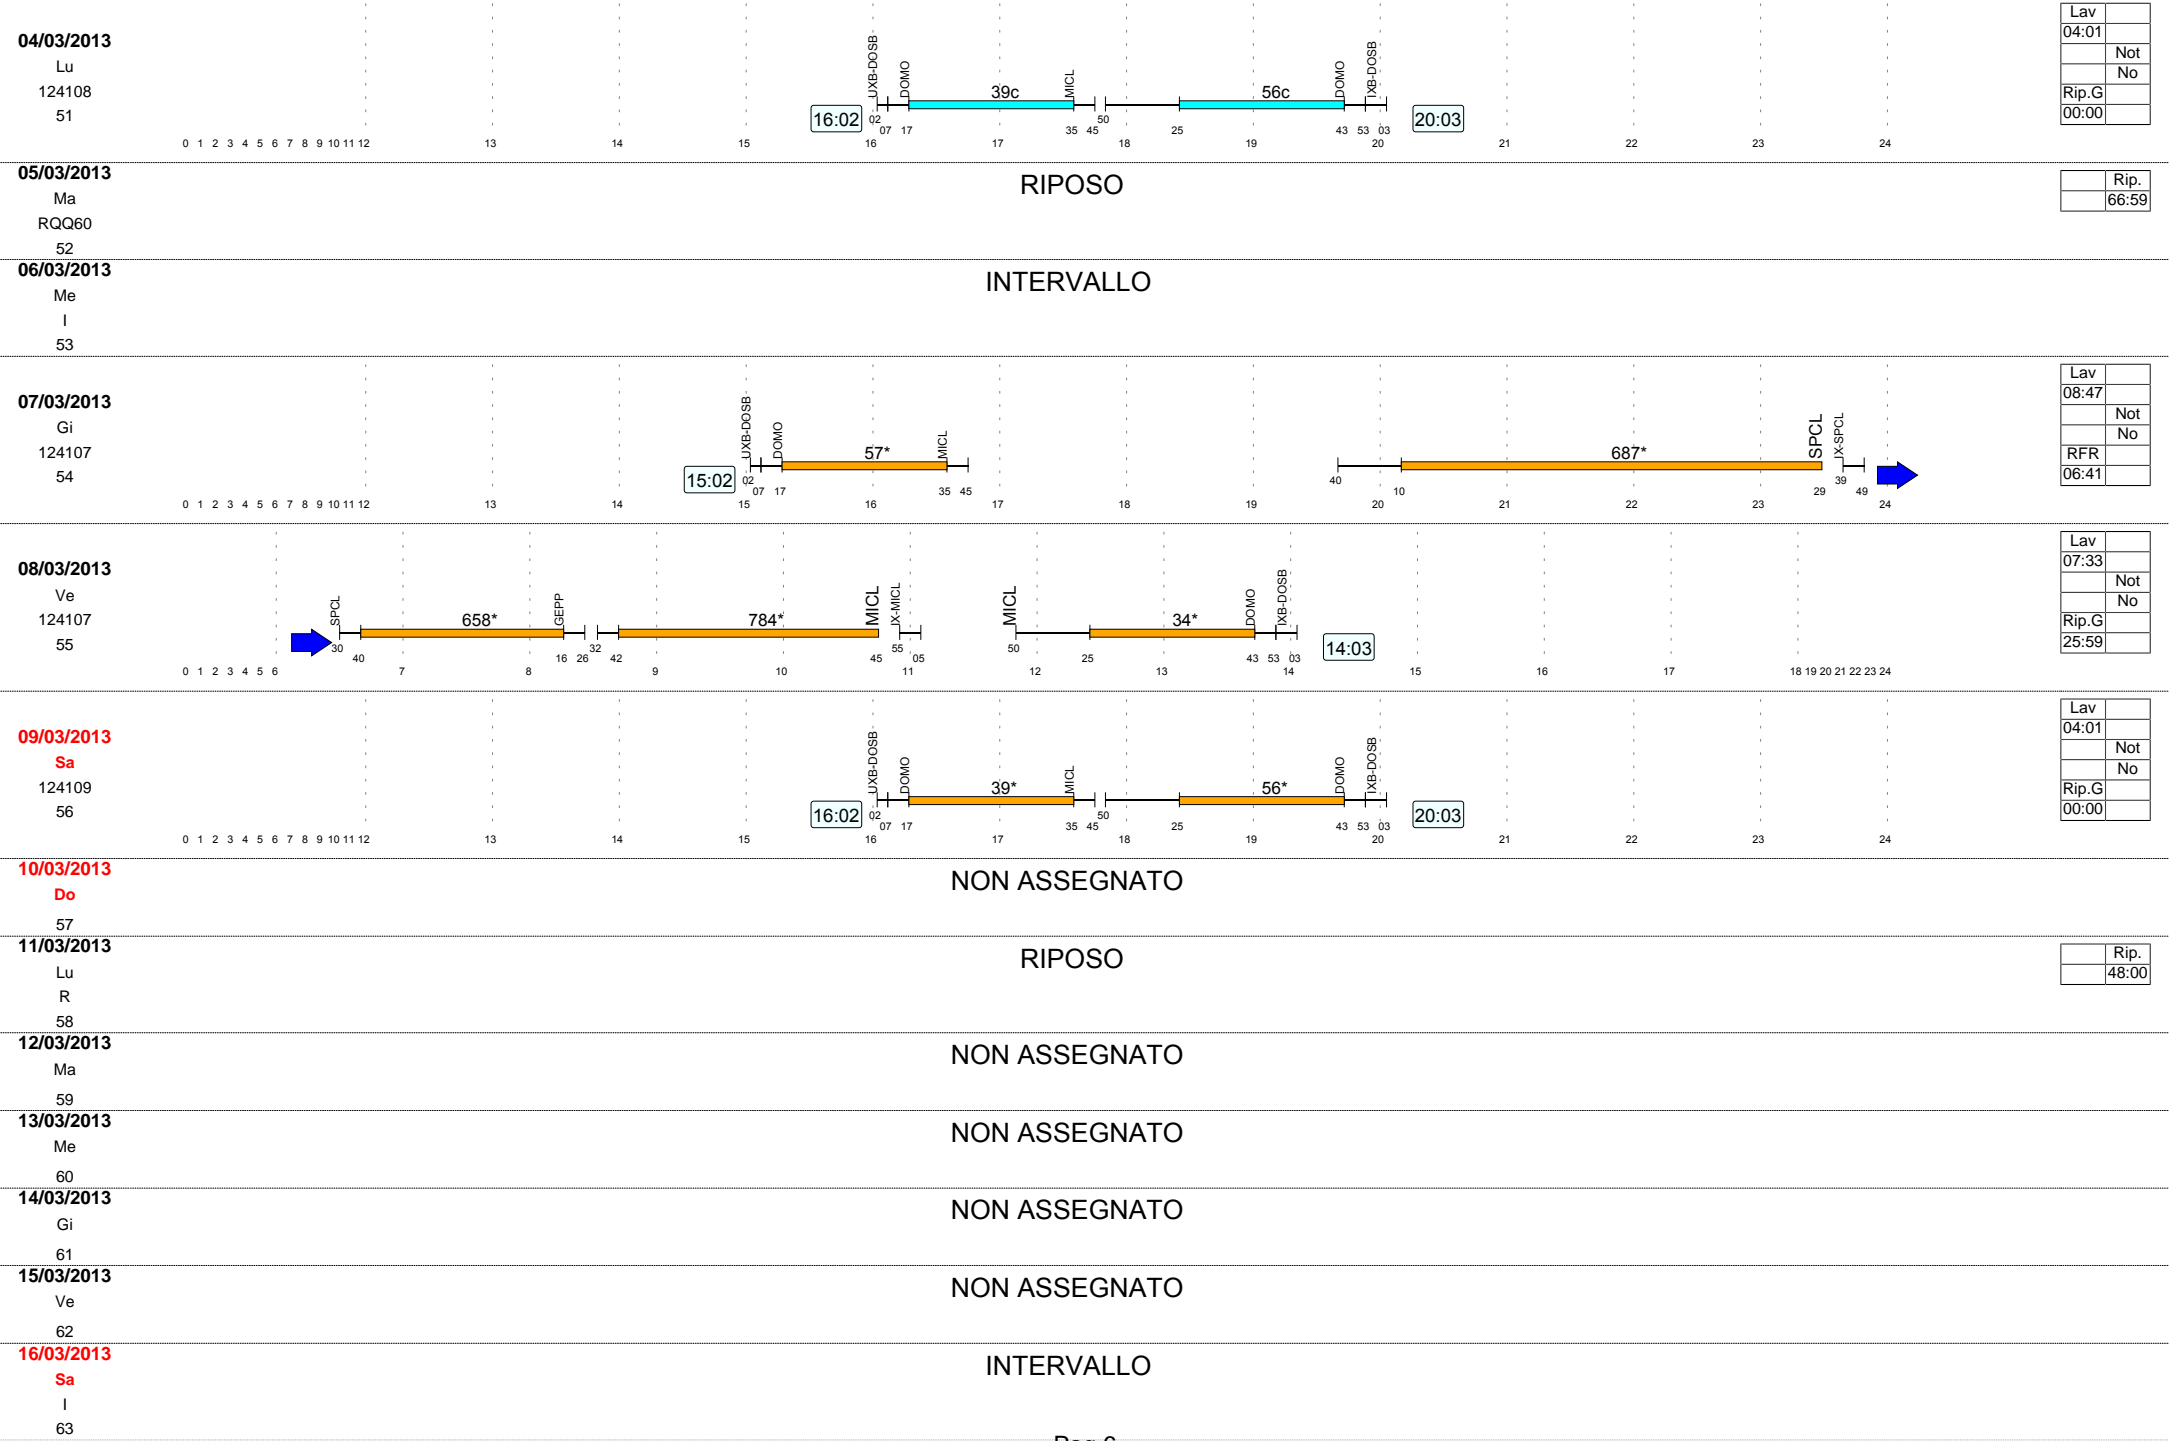 04/03/2013
Lu
124108
51
16:02
UXB-DOSB
DOMO
39c
MICL
56c
DOMO
IXB-DOSB
20:03
02 07 17 35 45 50 25 43 53 03
0 1 2 3 4 5 6 7 8 9 10 11 12 13 14 15 16 17 18 19 20 21 22 23 24
Lav
04:01
Not
No
Rip.G
00:00
05/03/2013
Ma
RQQ60
52
RIPOSO
Rip.
66:59
06/03/2013
Me
I
53
INTERVALLO
07/03/2013
Gi
124107
54
15:02
UXB-DOSB
DOMO
57*
MICL
687*
SPCL
IX-SPCL
02 07 17 35 45 40 10 29 39 49
0 1 2 3 4 5 6 7 8 9 10 11 12 13 14 15 16 17 18 19 20 21 22 23 24
Lav
08:47
Not
No
RFR
06:41
08/03/2013
Ve
124107
55
SPCL
658*
GEPP
784*
MICL
IX-MICL
MICL
34*
DOMO
IXB-DOSB
14:03
30 40 16 26 32 42 45 55 05 50 25 43 53 03
0 1 2 3 4 5 6 7 8 9 10 11 12 13 14 15 16 17 18 19 20 21 22 23 24
Lav
07:33
Not
No
Rip.G
25:59
09/03/2013
Sa
124109
56
16:02
UXB-DOSB
DOMO
39*
MICL
56*
DOMO
IXB-DOSB
20:03
02 07 17 35 45 50 25 43 53 03
0 1 2 3 4 5 6 7 8 9 10 11 12 13 14 15 16 17 18 19 20 21 22 23 24
Lav
04:01
Not
No
Rip.G
00:00
10/03/2013
Do
57
NON ASSEGNATO
11/03/2013
Lu
R
58
RIPOSO
Rip.
48:00
12/03/2013
Ma
59
NON ASSEGNATO
13/03/2013
Me
60
NON ASSEGNATO
14/03/2013
Gi
61
NON ASSEGNATO
15/03/2013
Ve
62
NON ASSEGNATO
16/03/2013
Sa
I
63
INTERVALLO